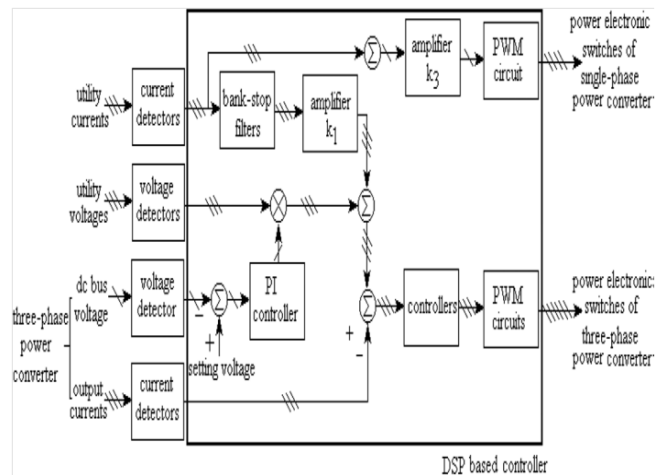 utility
currents
current
detectors
bank-stop
filters
amplifier
k1
Σ
amplifier
k3
PWM
circuit
power electronic
switches of
single-phase
power converter
utility
voltages
voltage
detectors
Σ
three-phase
power
converter
dc bus
voltage
voltage
detector
−
Σ
+
setting voltage
PI
controller
Σ
+
−
controllers
PWM
circuits
power electronic
switches of
three-phase
power converter
output
currents
current
detectors
DSP based controller